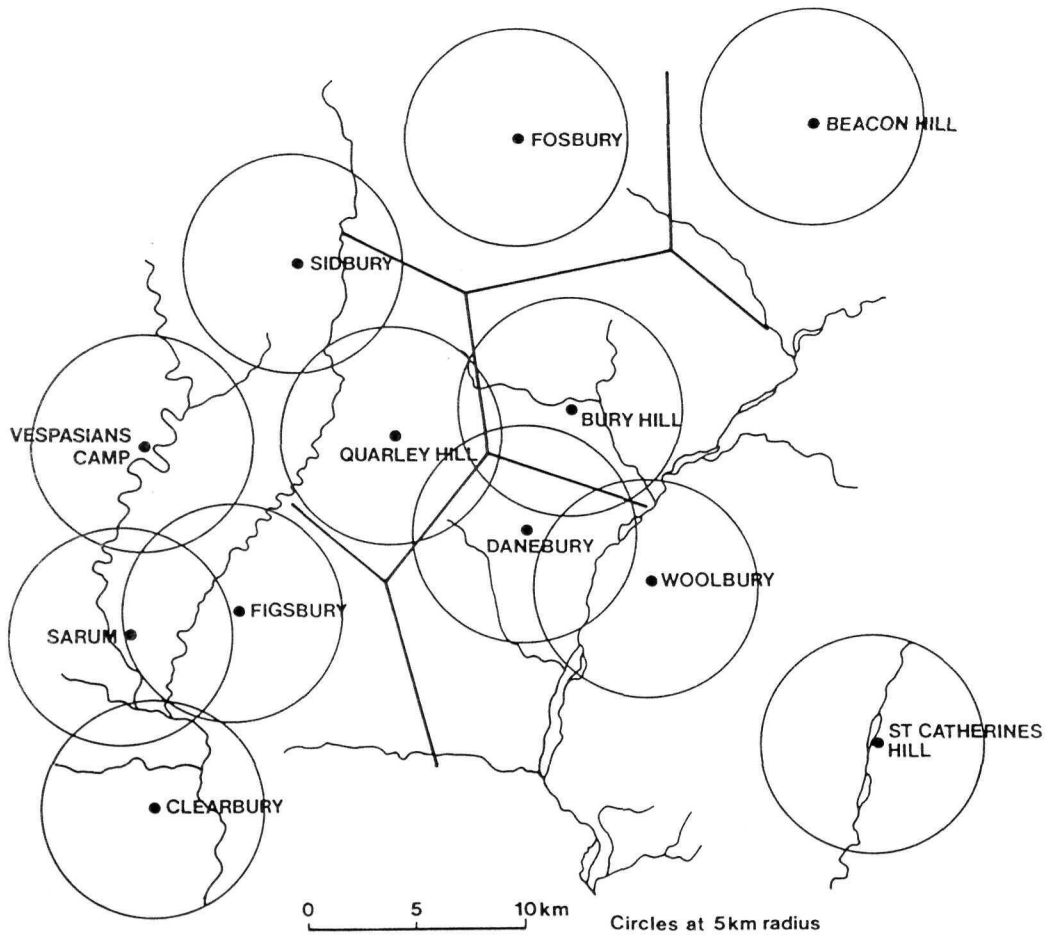 BEACON HILL
FOSBURY
SIDBURY
BURY HILL
VESPASIANS
CAMP
QUARLEY HILL
DANEBURY
WOOLBURY
FIGSBURY
SARUM
ST CATHERINES
HILL
CLEARBURY
0 5 10km
Circles at 5km radius